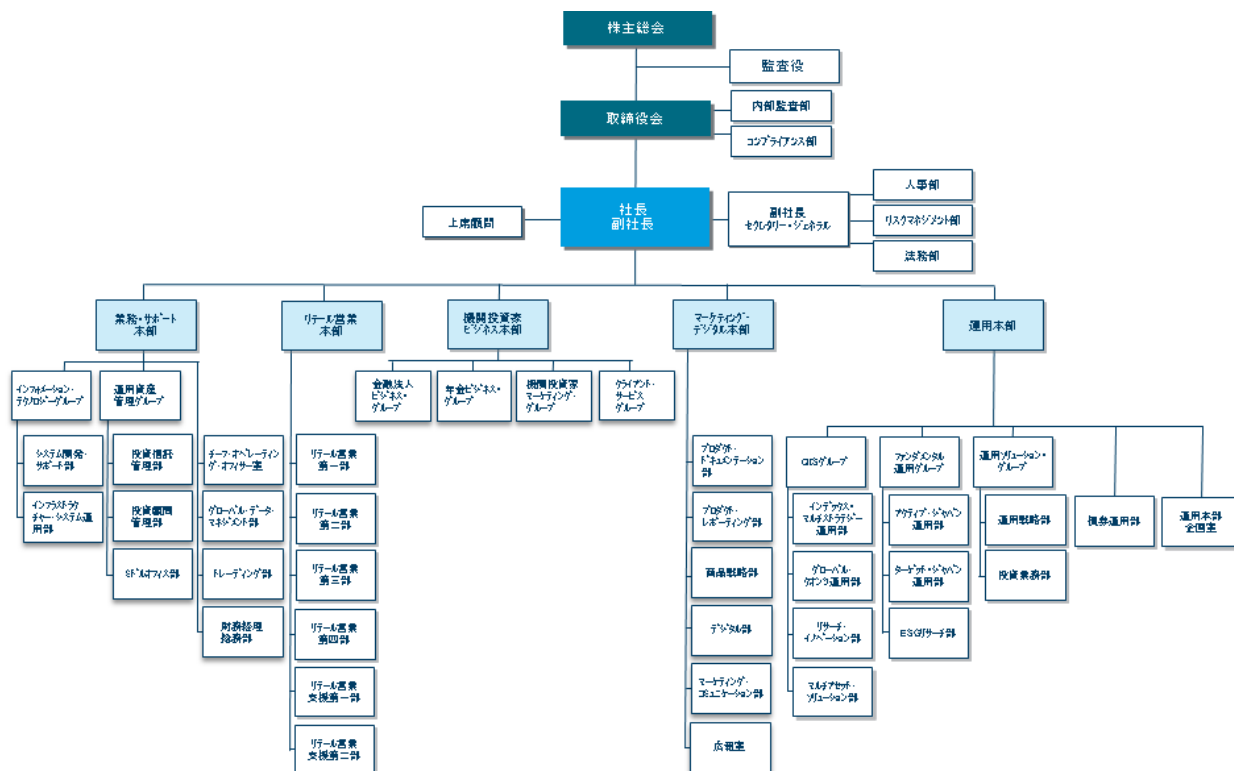 株主総会
監査役
取締役会
内部監査部
コンプライアンス部
社長
副社長
上席顧問
副社長
セクレタリー・ジェネラル
人事部
リスクマネジメント部
法務部
業務・サポート
本部
リテール営業
本部
機関投資家
ビジネス本部
マーケティング・
デジタル本部
運用本部
インフォメーション・
テクノロジーグループ
運用資産
管理グループ
金融法人
ビジネス・
グループ
年金ビジネス・
グループ
機関投資家
マーケティング・
グループ
クライアント・
サービス
グループ
システム開発・
サポート部
インフラストラク
チャー・システム運
用部
投資信託
管理部
投資顧問
管理部
ミドルオフィス部
チーフ・オペレーティン
グ・オフィサー室
グローバル・データ・
マネジメント部
トレーディング部
財務経理
総務部
リテール営業
第一部
リテール営業
第二部
リテール営業
第三部
リテール営業
第四部
リテール営業
支援第一部
リテール営業
支援第二部
プロダクト・
ドキュメンテーション
部
プロダクト・
レポーティング部
商品戦略部
デジタル部
マーケティング・
コミュニケーション部
広報室
グループ
ファンダメンタル
運用グループ
運用ソリューション・
グループ
債券運用部
運用本部
企画室
インデックス・
マルチストラテジー
運用部
グローバル・
クオンツ運用部
リサーチ・
イノベーション部
マルチアセット・
ソリューション部
アクティブ・ジャパン
運用部
ターゲット・ジャパン
運用部
ESGリサーチ部
運用戦略部
投資業務部